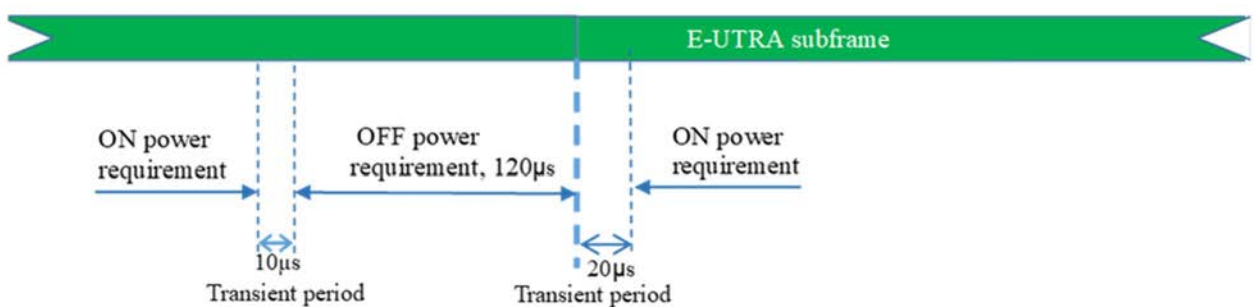 E-UTRA subframe
ON power
requirement
OFF power
requirement, 120μs
ON power
requirement
10μs
Transient period
20μs
Transient period